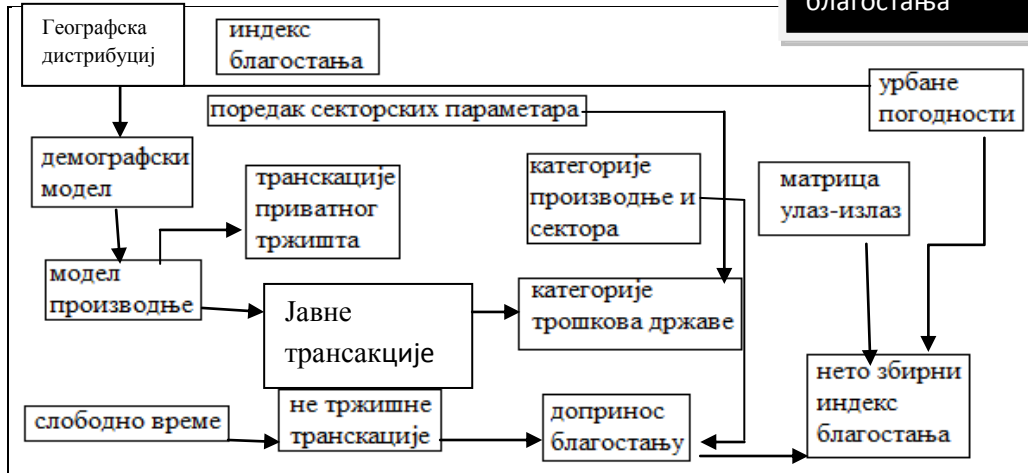 благостања
Географска
дистрибуциј
индекс
благостања
урбане
погодности
поредак секторских параметара
демографски
модел
транскације
приватног
тржишта
категорије
производње и
сектора
матрица
улаз-излаз
модел
производње
Јавне
трансакције
категорије
трошкова државе
нето збирни
индекс
благостања
слободно време
не тржишне
транскације
допринос
благостању